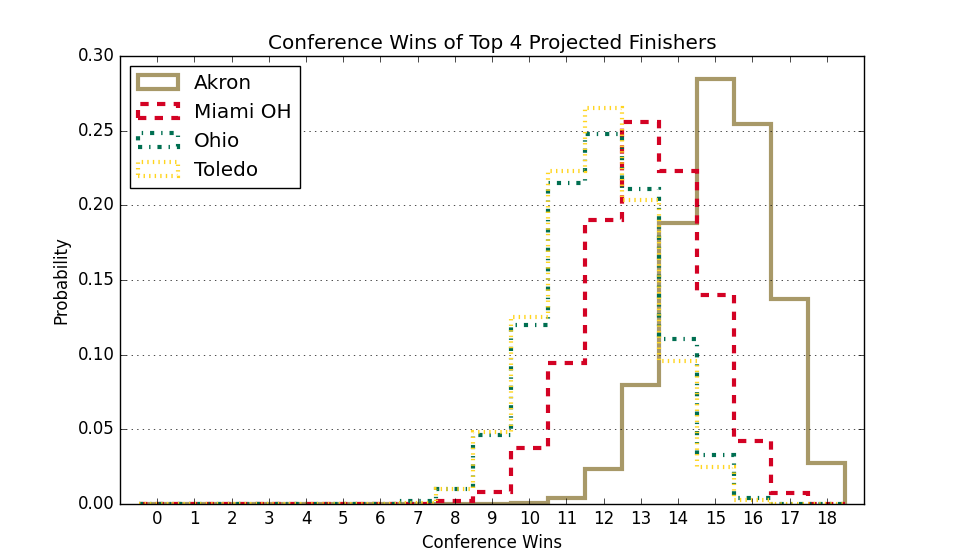 Conference Wins of Top 4 Projected Finishers
0.30
0.25
0.20
0.15
0.10
0.05
0.00
Probability
Akron
Miami OH
Ohio
Toledo
0 1 2 3 4 5 6 7 8 9 10 11 12 13 14 15 16 17 18
Conference Wins